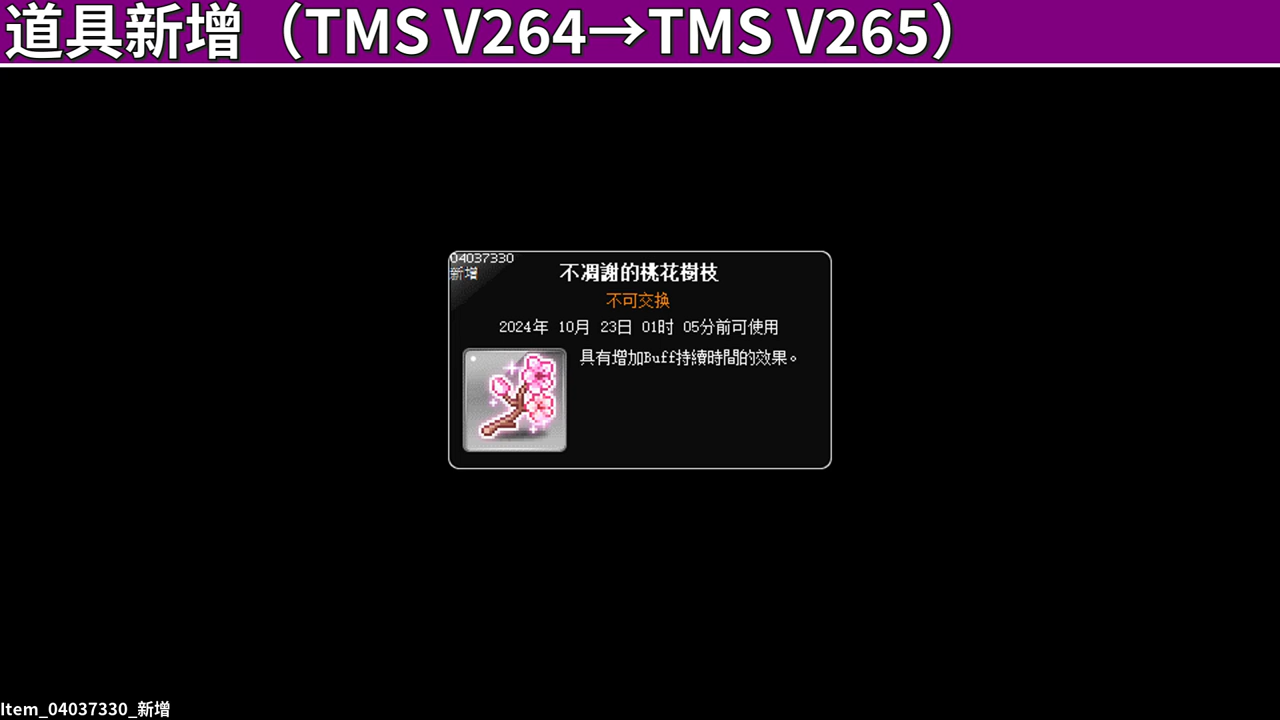 道具新增（TMS V264→TMS V265）
04037330
新增
不凋謝的桃花樹枝
不可交换
2024年 10月 23日 01时 05分前可使用
具有增加Buff持續時間的效果。
Item_04037330_新增